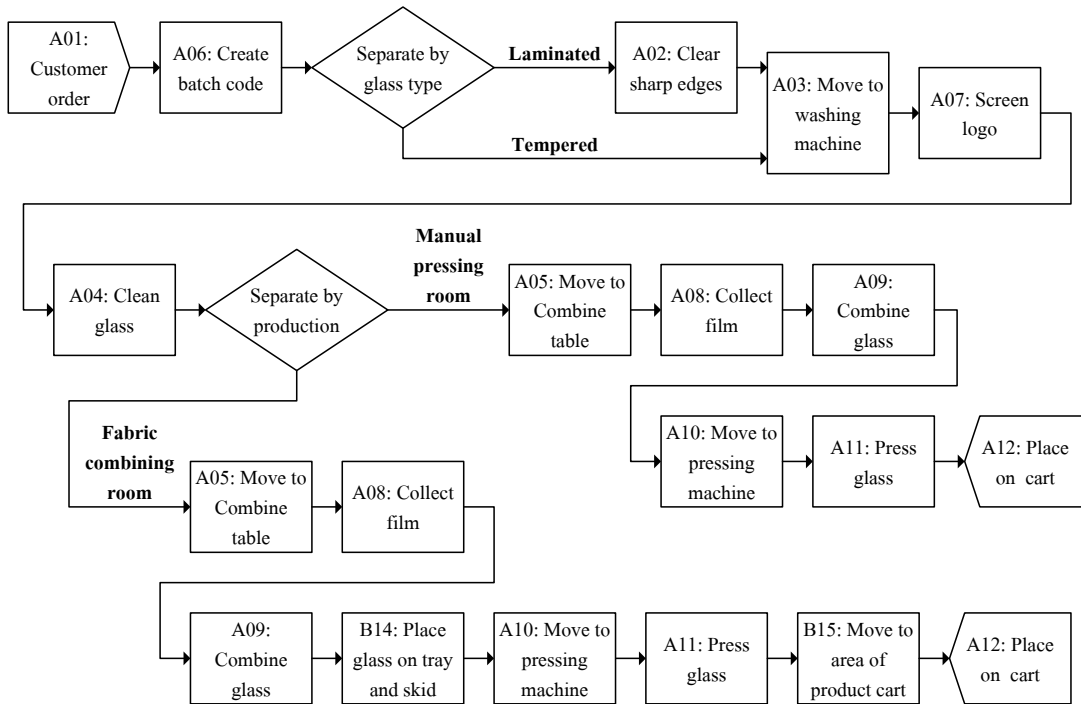 A01:
Customer
order
A06: Create
batch code
Separate by
glass type
Laminated
Tempered
A02: Clear
sharp edges
A03: Move to
washing
machine
A07: Screen
logo
A04: Clean
glass
Separate by
production
Manual
pressing
room
A05: Move to
Combine
table
A08: Collect
film
A09:
Combine
glass
A10: Move to
pressing
machine
A11: Press
glass
A12: Place
on cart
Fabric
combining
room
A05: Move to
Combine
table
A08: Collect
film
A09:
Combine
glass
B14: Place
glass on tray
and skid
A10: Move to
pressing
machine
A11: Press
glass
B15: Move to
area of
product cart
A12: Place
on cart